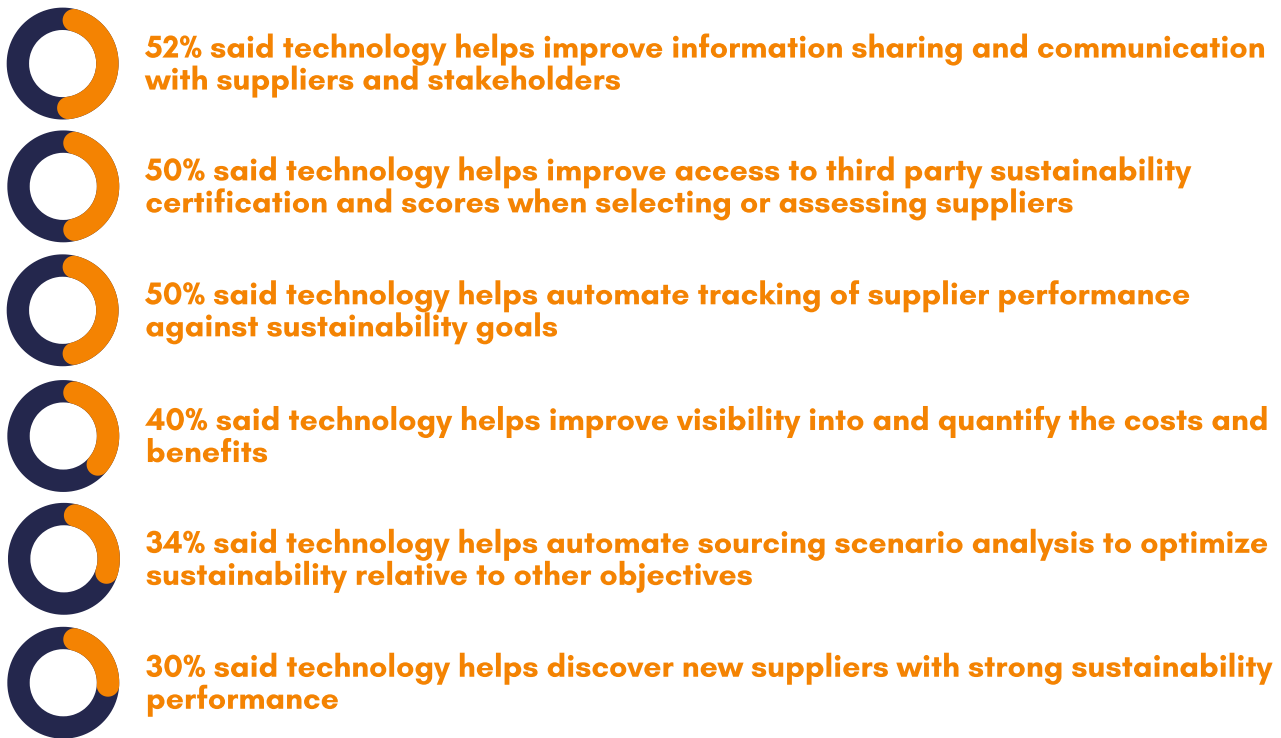 52% said technology helps improve information sharing and communication
with suppliers and stakeholders
50% said technology helps improve access to third party sustainability
certification and scores when selecting or assessing suppliers
50% said technology helps automate tracking of supplier performance
against sustainability goals
40% said technology helps improve visibility into and quantify the costs and
benefits
34% said technology helps automate sourcing scenario analysis to optimize
sustainability relative to other objectives
30% said technology helps discover new suppliers with strong sustainability
performance